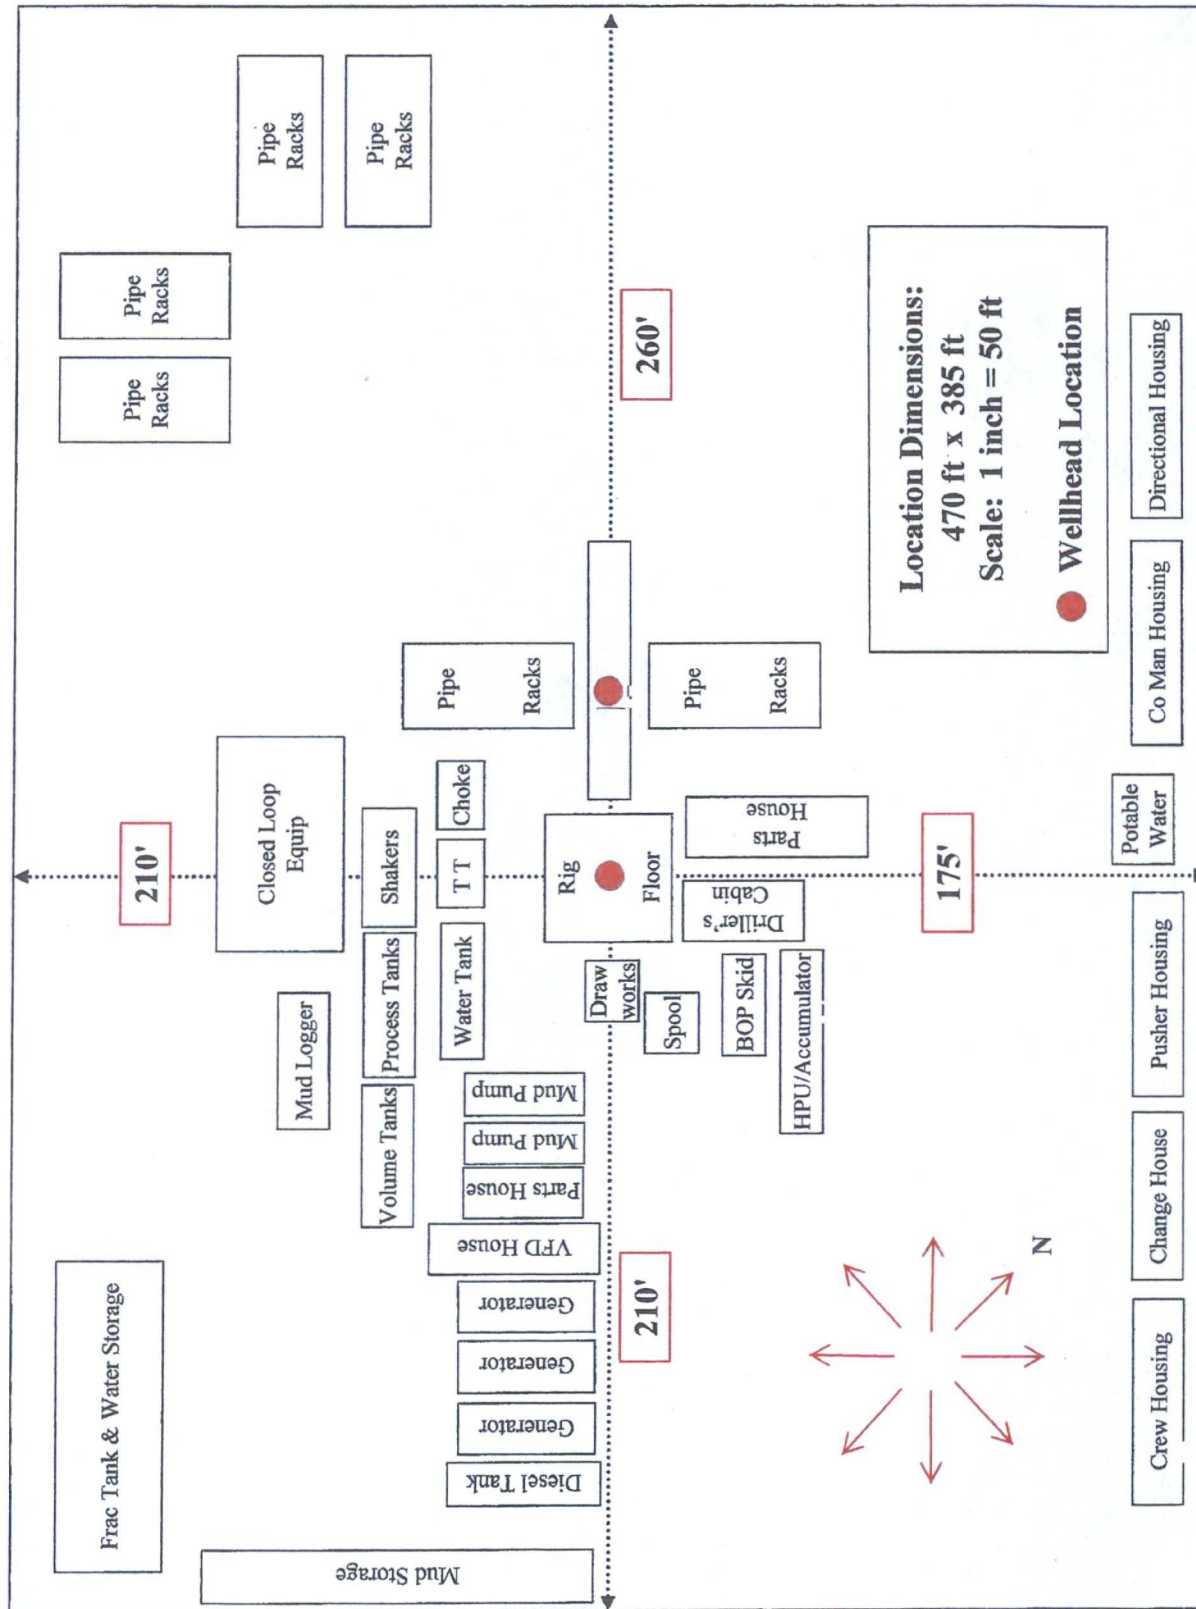 Frac Tank & Water Storage
Mud Storage
Diesel Tank
Generator
Generator
Generator
VFD House
Parts House
Mud Pump
Mud Pump
Volume Tanks
Process Tanks
Shakers
Mud Logger
Closed Loop
Equip
Water Tank
T T
Choke
210'
Pipe
Racks
Pipe
Racks
Pipe
Racks
Pipe
Racks
Pipe
Racks
Pipe
Racks
Rig
Floor
Draw
works
Spool
BOP Skid
HPU/Accumulator
Driller's
Cabin
Parts
House
210'
260'
175'
N
Location Dimensions:
470 ft x 385 ft
Scale: 1 inch = 50 ft
Wellhead Location
Crew Housing
Change House
Pusher Housing
Potable
Water
Co Man Housing
Directional Housing